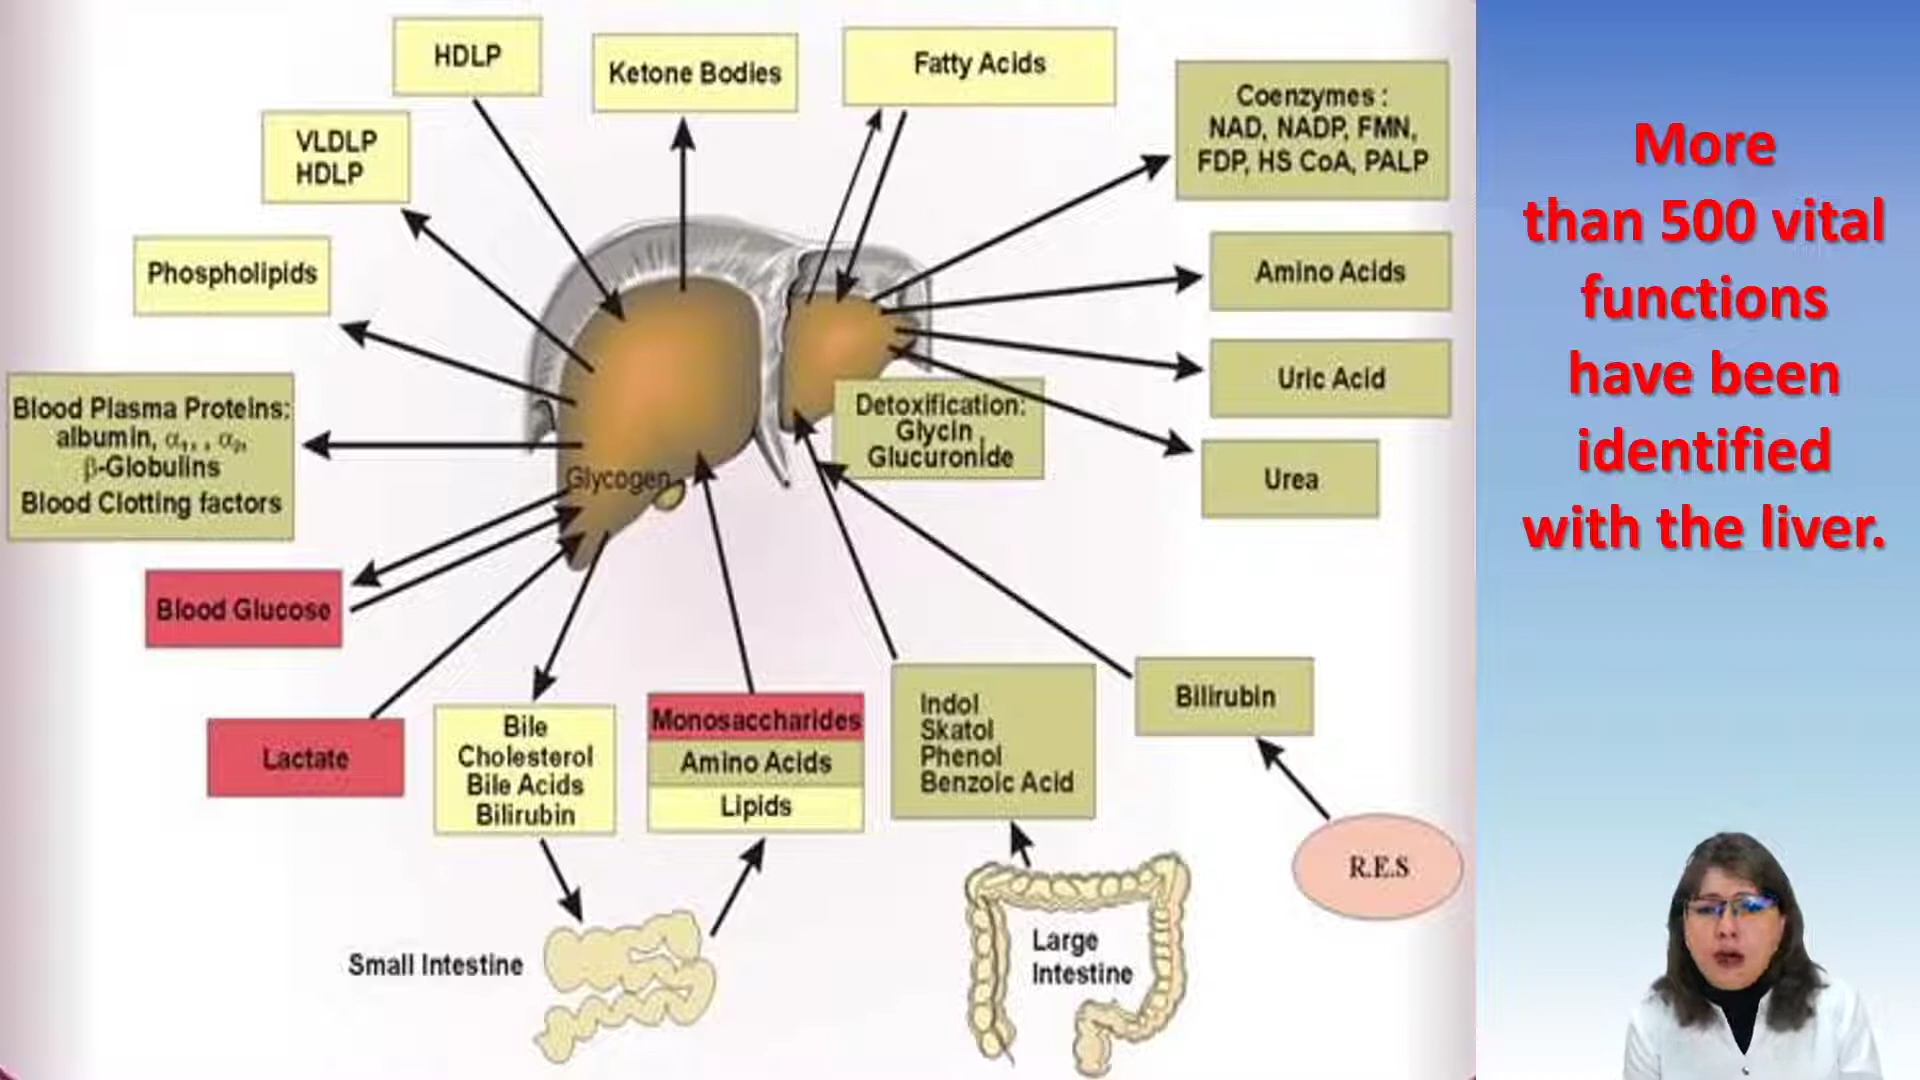 HDLP
Ketone Bodies
Fatty Acids
Coenzymes :
NAD, NADP, FMN,
FDP, HS CoA, PALP
VLDLP
HDLP
Phospholipids
Amino Acids
Uric Acid
Urea
Blood Plasma Proteins:
albumin, α₁, , α₂,
β-Globulins
Blood Clotting factors
Detoxification:
Glycin ,
Glucuronide
Glycogen
Blood Glucose
Lactate
Bile
Cholesterol
Bile Acids
Bilirubin
Monosaccharides
Amino Acids
Lipids
Indol
Skatol
Phenol
Benzoic Acid
Bilirubin
R.E.S
Small Intestine
Large
Intestine
More
than 500 vital
functions
have been
identified
with the liver.